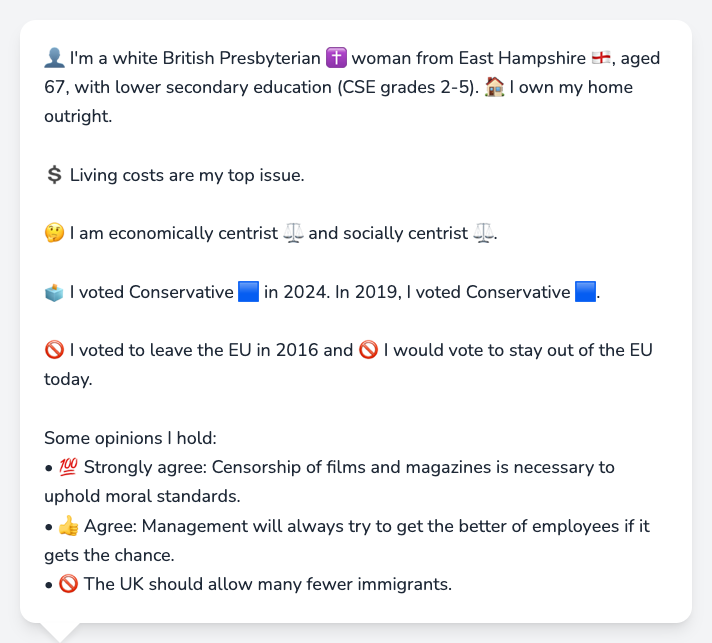 👤 I'm a white British Presbyterian ✝️ woman from East Hampshire 🏴󠁧󠁢󠁥󠁮󠁧󠁿, aged
67, with lower secondary education (CSE grades 2-5). 🏠 I own my home
outright.
💲 Living costs are my top issue.
🤔 I am economically centrist ⚖️ and socially centrist ⚖️.
🗳️ I voted Conservative 🟦 in 2024. In 2019, I voted Conservative 🟦.
🚫 I voted to leave the EU in 2016 and 🚫 I would vote to stay out of the EU
today.
Some opinions I hold:
• 💯 Strongly agree: Censorship of films and magazines is necessary to
uphold moral standards.
• 👍 Agree: Management will always try to get the better of employees if it
gets the chance.
• 🚫 The UK should allow many fewer immigrants.